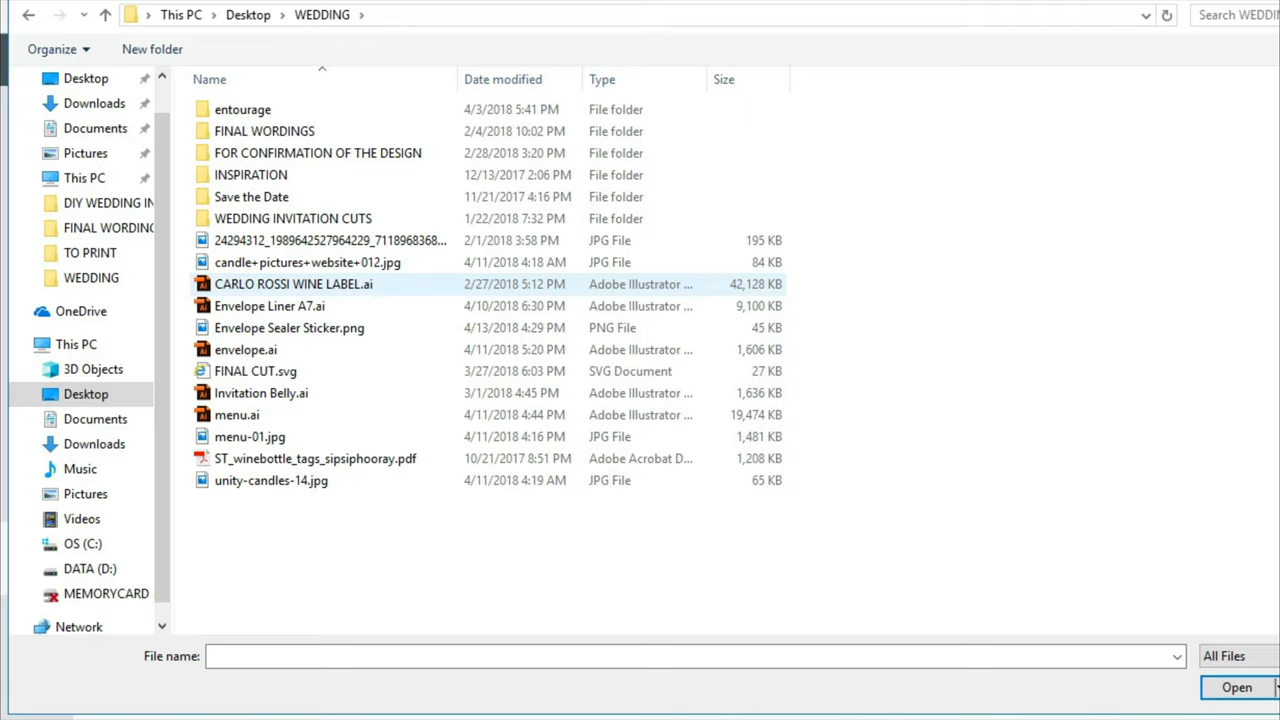 This PC > Desktop > WEDDING >
Search WEDDI
Organize
New folder
Name
Date modified
Type
Size
Desktop
Downloads
Documents
Pictures
This PC
DIY WEDDING IN
FINAL WORDING
TO PRINT
WEDDING
OneDrive
This PC
3D Objects
Desktop
Documents
Downloads
Music
Pictures
Videos
OS (C:)
DATA (D:)
MEMORYCARD
Network
entourage 4/3/2018 5:41 PM File folder
FINAL WORDINGS 2/4/2018 10:02 PM File folder
FOR CONFIRMATION OF THE DESIGN 2/28/2018 3:20 PM File folder
INSPIRATION 12/13/2017 2:06 PM File folder
Save the Date 11/21/2017 4:16 PM File folder
WEDDING INVITATION CUTS 1/22/2018 7:32 PM File folder
24294312_1989642527964229_7118968368... 2/1/2018 3:58 PM JPG File 195 KB
candle+pictures+website+012.jpg 4/11/2018 4:18 AM JPG File 84 KB
CARLO ROSSI WINE LABEL.ai 2/27/2018 5:12 PM Adobe Illustrator ... 42,128 KB
Envelope Liner A7.ai 4/10/2018 6:30 PM Adobe Illustrator ... 9,100 KB
Envelope Sealer Sticker.png 4/13/2018 4:29 PM PNG File 45 KB
envelope.ai 4/11/2018 5:20 PM Adobe Illustrator ... 1,606 KB
FINAL CUT.svg 3/27/2018 6:03 PM SVG Document 27 KB
Invitation Belly.ai 3/1/2018 4:45 PM Adobe Illustrator ... 1,636 KB
menu.ai 4/11/2018 4:44 PM Adobe Illustrator ... 19,474 KB
menu-01.jpg 4/11/2018 4:16 PM JPG File 1,481 KB
ST_winebottle_tags_sipsiphooray.pdf 10/21/2017 8:51 PM Adobe Acrobat D... 1,208 KB
unity-candles-14.jpg 4/11/2018 4:19 AM JPG File 65 KB
File name:
All Files
Open